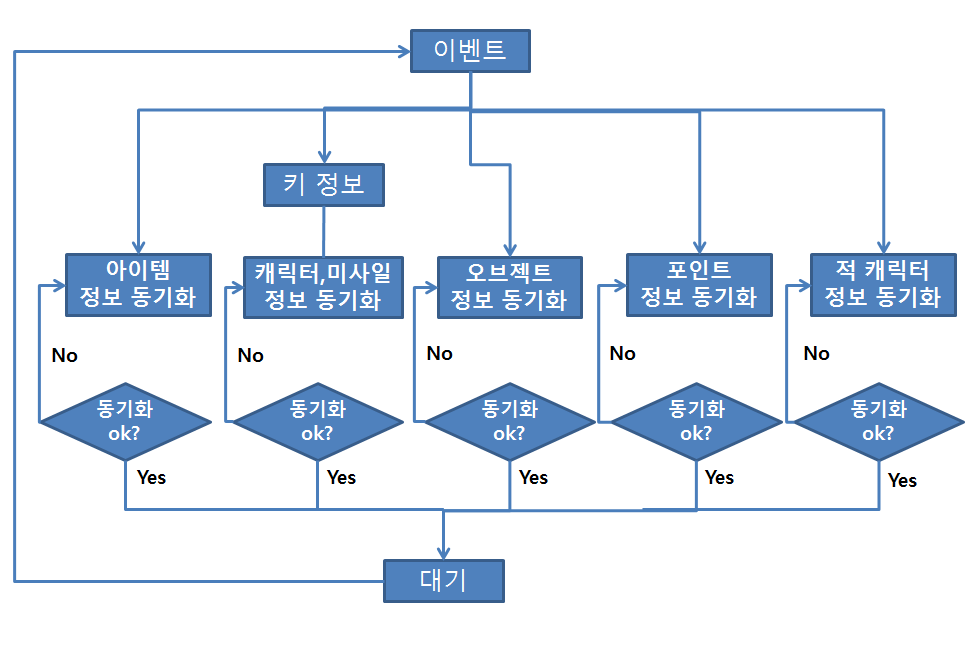 이벤트
키 정보
아이템
정보 동기화
캐릭터,미사일
정보 동기화
오브젝트
정보 동기화
포인트
정보 동기화
적 캐릭터
정보 동기화
No
No
No
No
No
동기화
ok?
동기화
ok?
동기화
ok?
동기화
ok?
동기화
ok?
Yes
Yes
Yes
Yes
Yes
대기